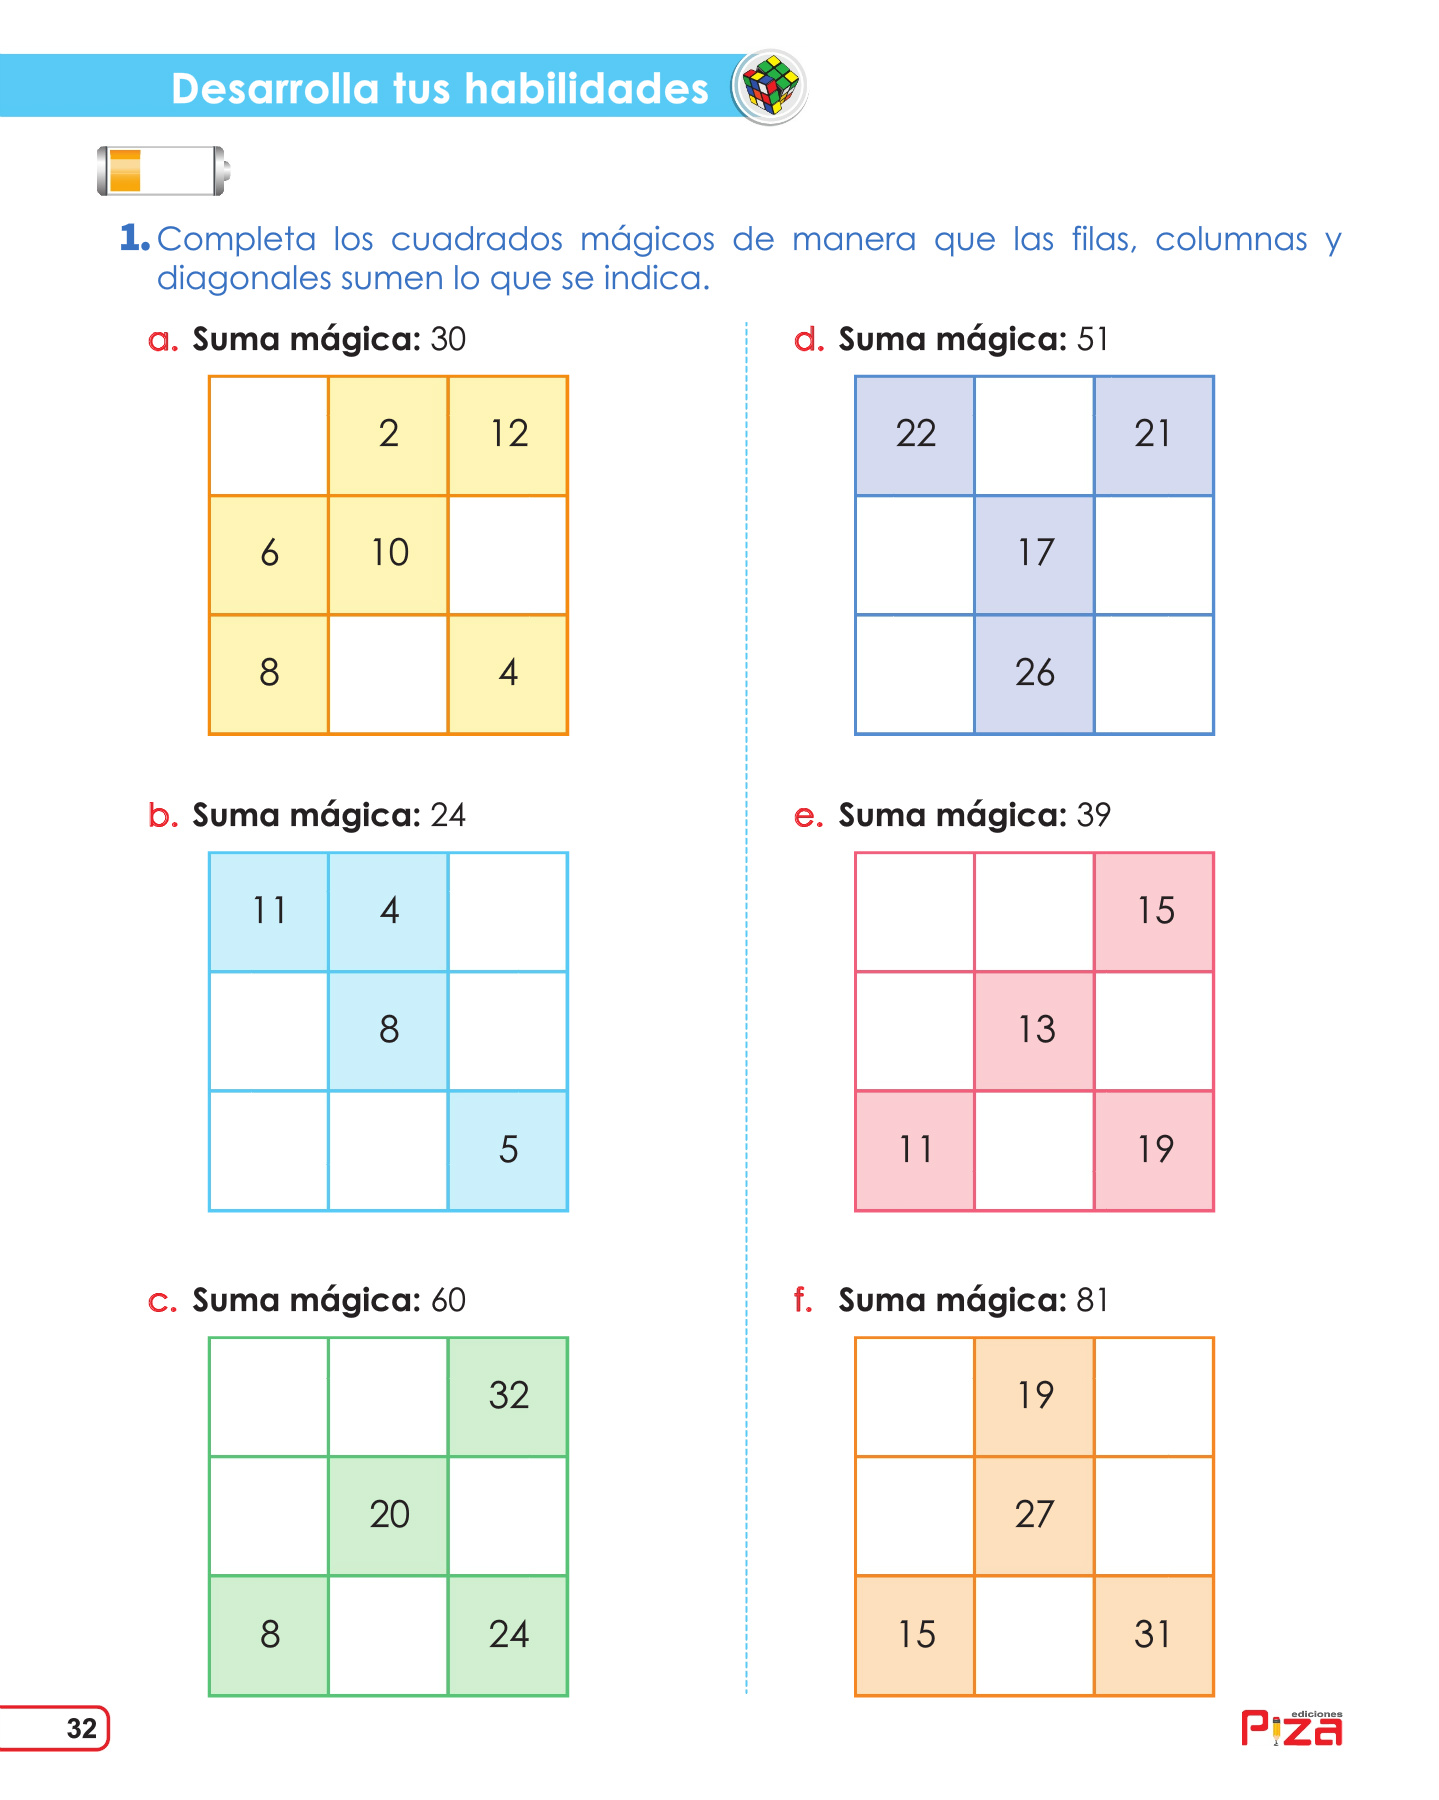 Desarrolla tus habilidades
1. Completa los cuadrados mágicos de manera que las filas, columnas y
diagonales sumen lo que se indica.
a. Suma mágica: 30
2 12
6 10
8 4
b. Suma mágica: 24
11 4
8
5
c. Suma mágica: 60
32
20
8 24
d. Suma mágica: 51
22 21
17
26
e. Suma mágica: 39
15
13
11 19
f. Suma mágica: 81
19
27
15 31
32
ediciones
Piza